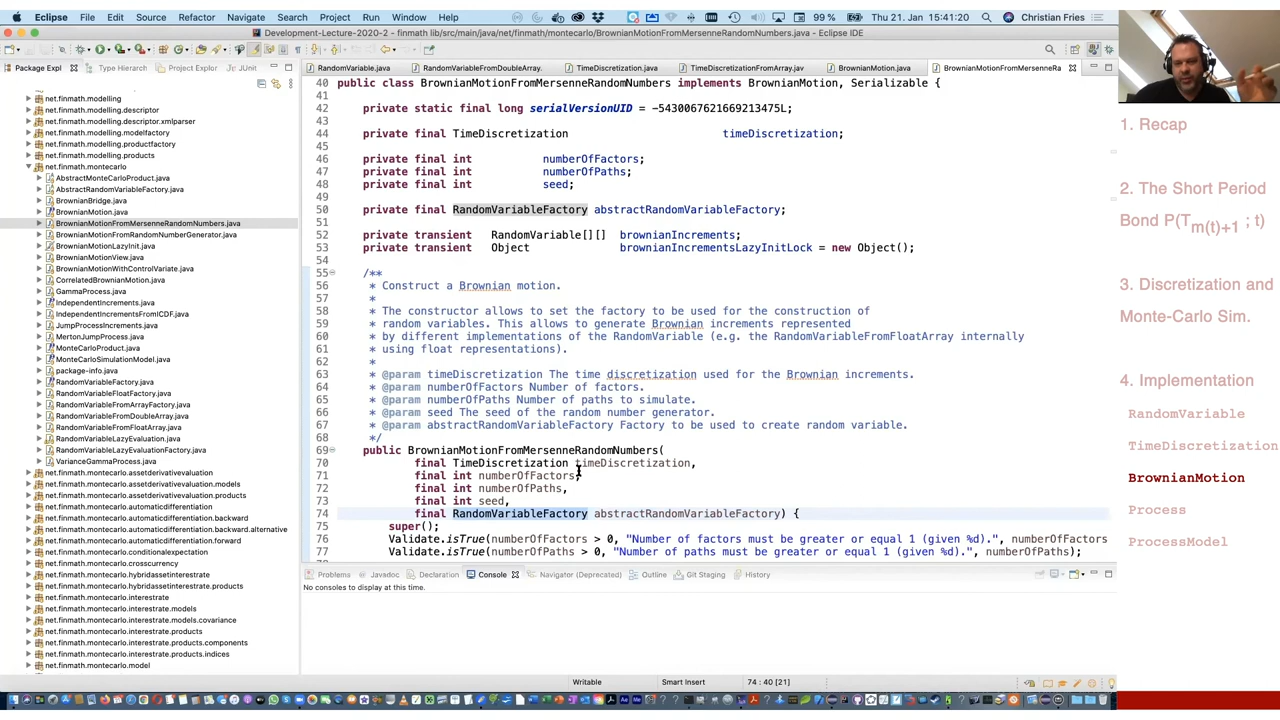 Eclipse File Edit Source Refactor Navigate Search Project Run Window Help 99 % Thu 21. Jan 15:41:20 Christian Fries
Development-Lecture-2020-2 – finmath lib/src/main/java/net/finmath/montecarlo/BrownianMotionFromMersenneRandomNumbers.java – Eclipse IDE
Package Expl Type Hierarch Project Explor JUnit
RandomVariable.java RandomVariableFromDoubleArray. TimeDiscretization.java TimeDiscretizationFromArray.jav BrownianMotion.java BrownianMotionFromMersenneRa
net.finmath.modelling
net.finmath.modelling.descriptor
net.finmath.modelling.descriptor.xmlparser
net.finmath.modelling.modelfactory
net.finmath.modelling.productfactory
net.finmath.modelling.products
net.finmath.montecarlo
AbstractMonteCarloProduct.java
AbstractRandomVariableFactory.java
BrownianBridge.java
BrownianMotion.java
BrownianMotionFromMersenneRandomNumbers.java
BrownianMotionFromRandomNumberGenerator.java
BrownianMotionLazyInit.java
BrownianMotionView.java
BrownianMotionWithControlVariate.java
CorrelatedBrownianMotion.java
GammaProcess.java
IndependentIncrements.java
IndependentIncrementsFromICDF.java
JumpProcessIncrements.java
MertonJumpProcess.java
MonteCarloProduct.java
MonteCarloSimulationModel.java
package-info.java
RandomVariableFactory.java
RandomVariableFloatFactory.java
RandomVariableFromArrayFactory.java
RandomVariableFromDoubleArray.java
RandomVariableFromFloatArray.java
RandomVariableLazyEvaluation.java
RandomVariableLazyEvaluationFactory.java
VarianceGammaProcess.java
net.finmath.montecarlo.assetderivativevaluation
net.finmath.montecarlo.assetderivativevaluation.models
net.finmath.montecarlo.assetderivativevaluation.products
net.finmath.montecarlo.automaticdifferentiation
net.finmath.montecarlo.automaticdifferentiation.backward
net.finmath.montecarlo.automaticdifferentiation.backward.alternative
net.finmath.montecarlo.automaticdifferentiation.forward
net.finmath.montecarlo.conditionalexpectation
net.finmath.montecarlo.crosscurrency
net.finmath.montecarlo.hybridassetinterestrate
net.finmath.montecarlo.hybridassetinterestrate.products
net.finmath.montecarlo.interestrate
net.finmath.montecarlo.interestrate.models
net.finmath.montecarlo.interestrate.models.covariance
net.finmath.montecarlo.interestrate.products
net.finmath.montecarlo.interestrate.products.components
net.finmath.montecarlo.interestrate.products.indices
net.finmath.montecarlo.interestrate.simulation
net.finmath.montecarlo.model
40 public class BrownianMotionFromMersenneRandomNumbers implements BrownianMotion, Serializable {
41
42 private static final long serialVersionUID = -5430067621669213475L;
43
44 private final TimeDiscretization timeDiscretization;
45
46 private final int numberOfFactors;
47 private final int numberOfPaths;
48 private final int seed;
49
50 private final RandomVariableFactory abstractRandomVariableFactory;
51
52 private transient RandomVariable[][] brownianIncrements;
53 private transient Object brownianIncrementsLazyInitLock = new Object();
54
55 /**
56 * Construct a Brownian motion.
57 *
58 * The constructor allows to set the factory to be used for the construction of
59 * random variables. This allows to generate Brownian increments represented
60 * by different implementations of the RandomVariable (e.g. the RandomVariableFromFloatArray internally
61 * using float representations).
62 *
63 * @param timeDiscretization The time discretization used for the Brownian increments.
64 * @param numberOfFactors Number of factors.
65 * @param numberOfPaths Number of paths to simulate.
66 * @param seed The seed of the random number generator.
67 * @param abstractRandomVariableFactory Factory to be used to create random variable.
68 */
69 public BrownianMotionFromMersenneRandomNumbers(
70 final TimeDiscretization timeDiscretization,
71 final int numberOfFactors,
72 final int numberOfPaths,
73 final int seed,
74 final RandomVariableFactory abstractRandomVariableFactory) {
75 super();
76 Validate.isTrue(numberOfFactors > 0, "Number of factors must be greater or equal 1 (given %d).", numberOfFactors
77 Validate.isTrue(numberOfPaths > 0, "Number of paths must be greater or equal 1 (given %d).", numberOfPaths);
Problems Javadoc Declaration Console Navigator (Deprecated) Outline Git Staging History
No consoles to display at this time.
Writable Smart Insert 74 : 40 [21]
1. Recap
2. The Short Period
Bond P(Tm(t)+1 ; t)
3. Discretization and
Monte-Carlo Sim.
4. Implementation
RandomVariable
TimeDiscretization
BrownianMotion
Process
ProcessModel